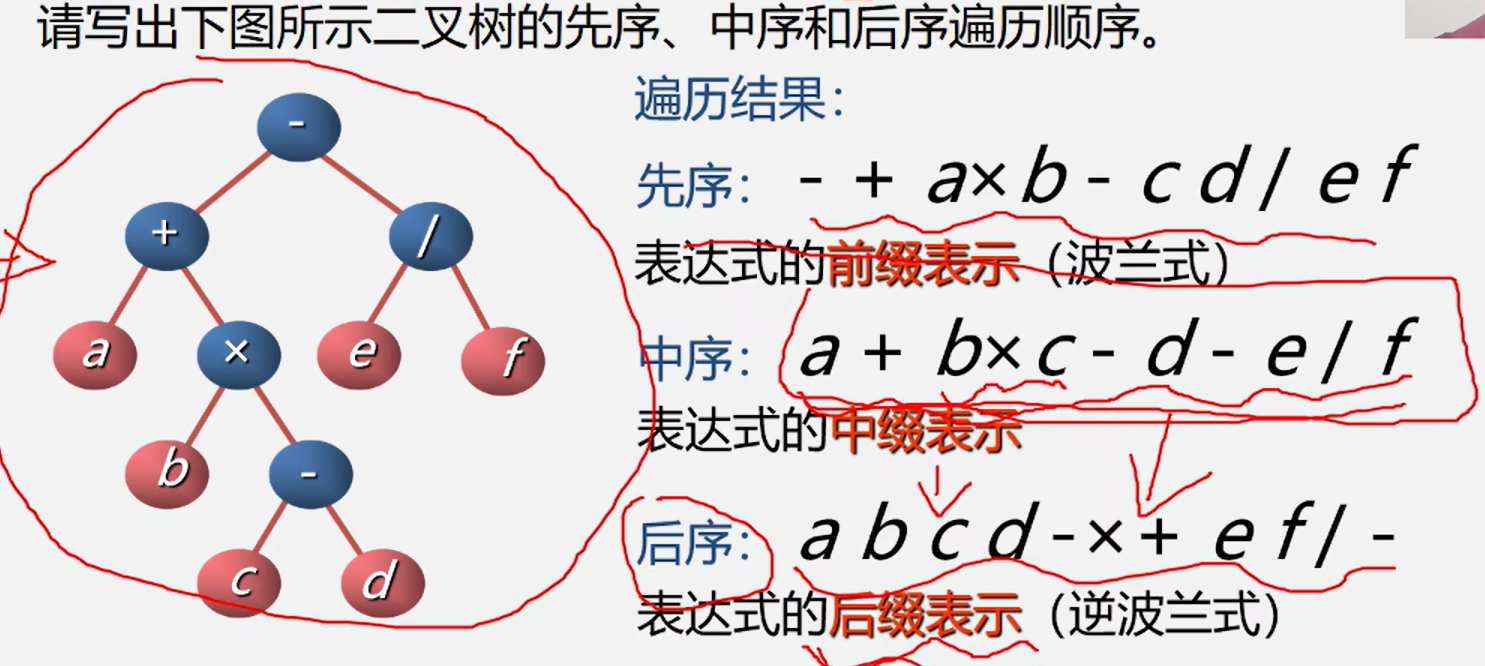 请写出下图所示二叉树的先序、中序和后序遍历顺序。
遍历结果：
先序： - + a×b - c d / e f
表达式的前缀表示（波兰式）
中序： a + b×c - d - e / f
表达式的中缀表示
后序： a b c d -×+ e f / -
表达式的后缀表示（逆波兰式）
-
+ /
a × e f
b -
c d